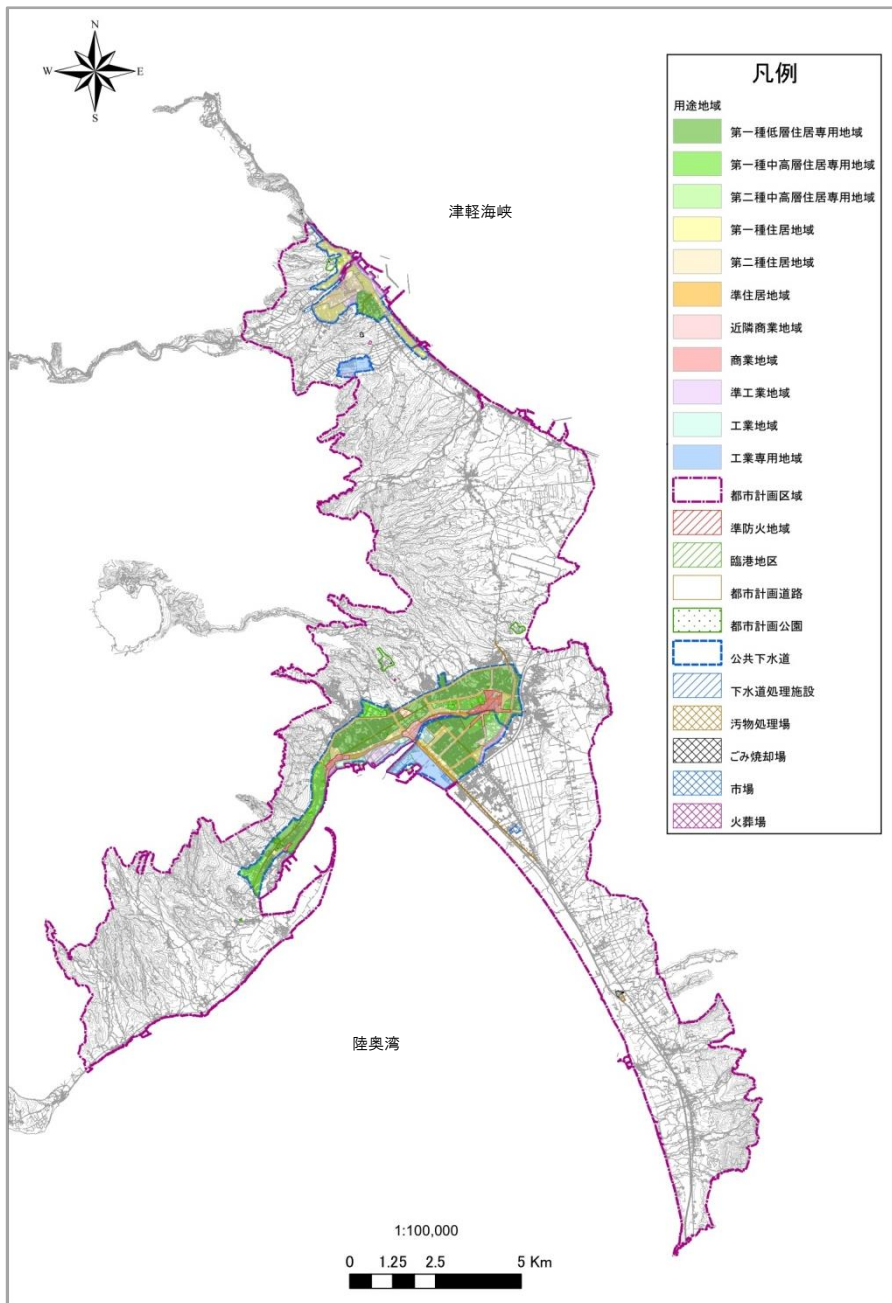 N
W
E
S
津軽海峡
凡例
用途地域
第一種低層住居専用地域
第一種中高層住居専用地域
第二種中高層住居専用地域
第一種住居地域
第二種住居地域
準住居地域
近隣商業地域
商業地域
準工業地域
工業地域
工業専用地域
都市計画区域
準防火地域
臨港地区
都市計画道路
都市計画公園
公共下水道
下水道処理施設
汚物処理場
ごみ焼却場
市場
火葬場
陸奥湾
1:100,000
0 1.25 2.5 5 Km